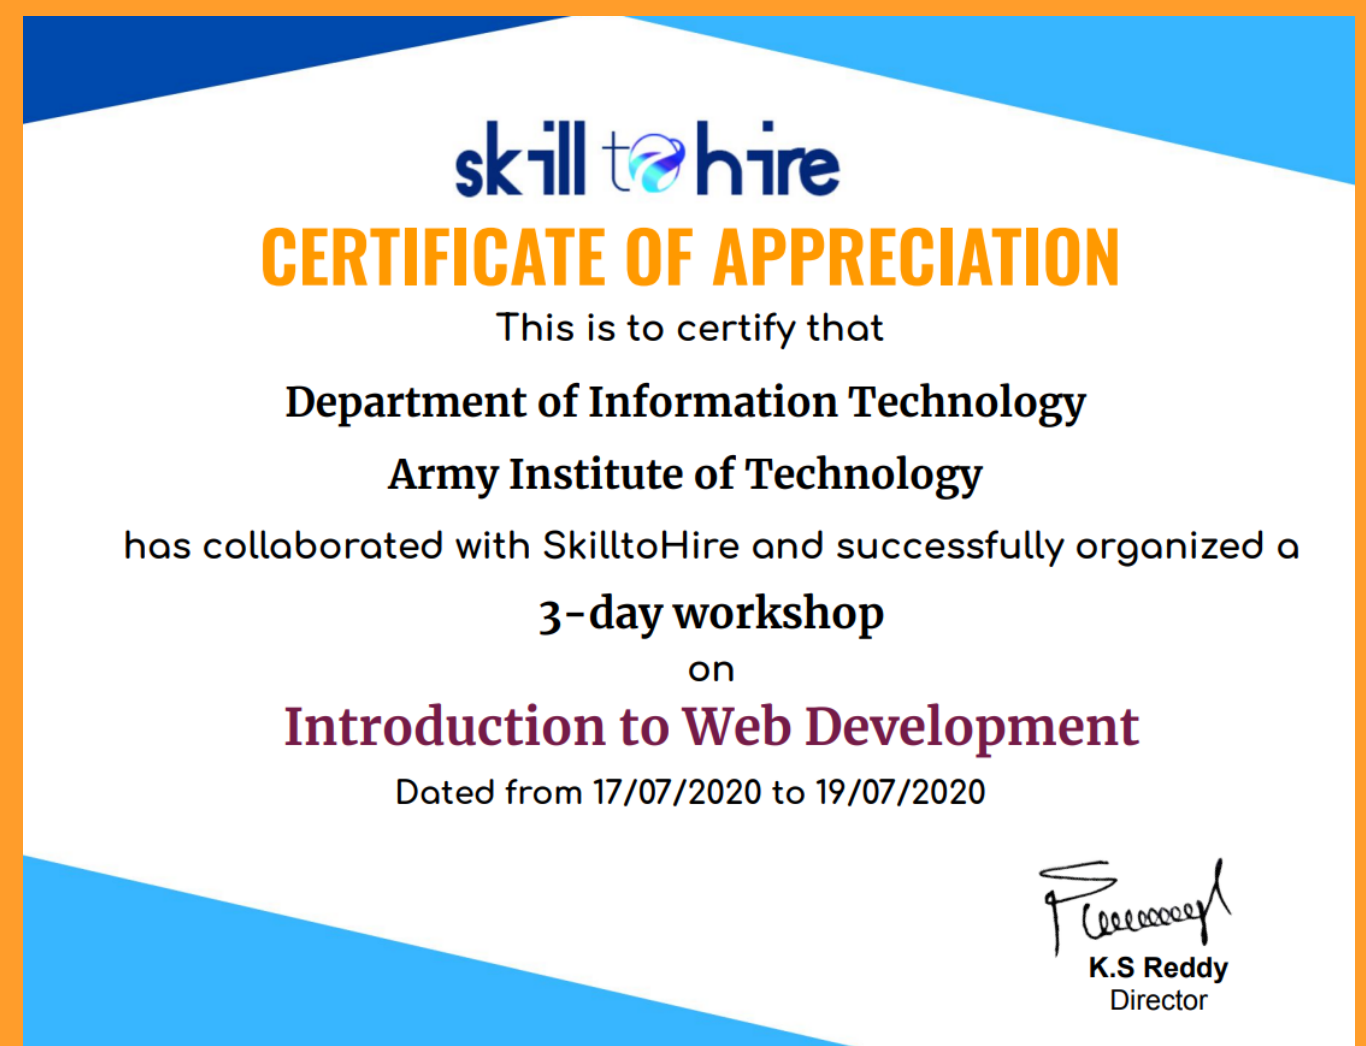 skill to hire
CERTIFICATE OF APPRECIATION
This is to certify that
Department of Information Technology
Army Institute of Technology
has collaborated with SkilltoHire and successfully organized a
3-day workshop
on
Introduction to Web Development
Dated from 17/07/2020 to 19/07/2020
K.S Reddy
Director